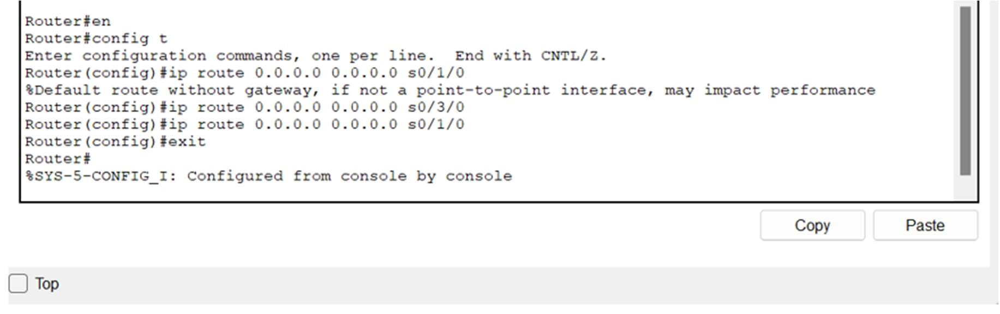 Router#en
Router#config t
Enter configuration commands, one per line.  End with CNTL/Z.
Router(config)#ip route 0.0.0.0 0.0.0.0 s0/1/0
%Default route without gateway, if not a point-to-point interface, may impact performance
Router(config)#ip route 0.0.0.0 0.0.0.0 s0/3/0
Router(config)#ip route 0.0.0.0 0.0.0.0 s0/1/0
Router(config)#exit
Router#
%SYS-5-CONFIG_I: Configured from console by console
Copy Paste
Top